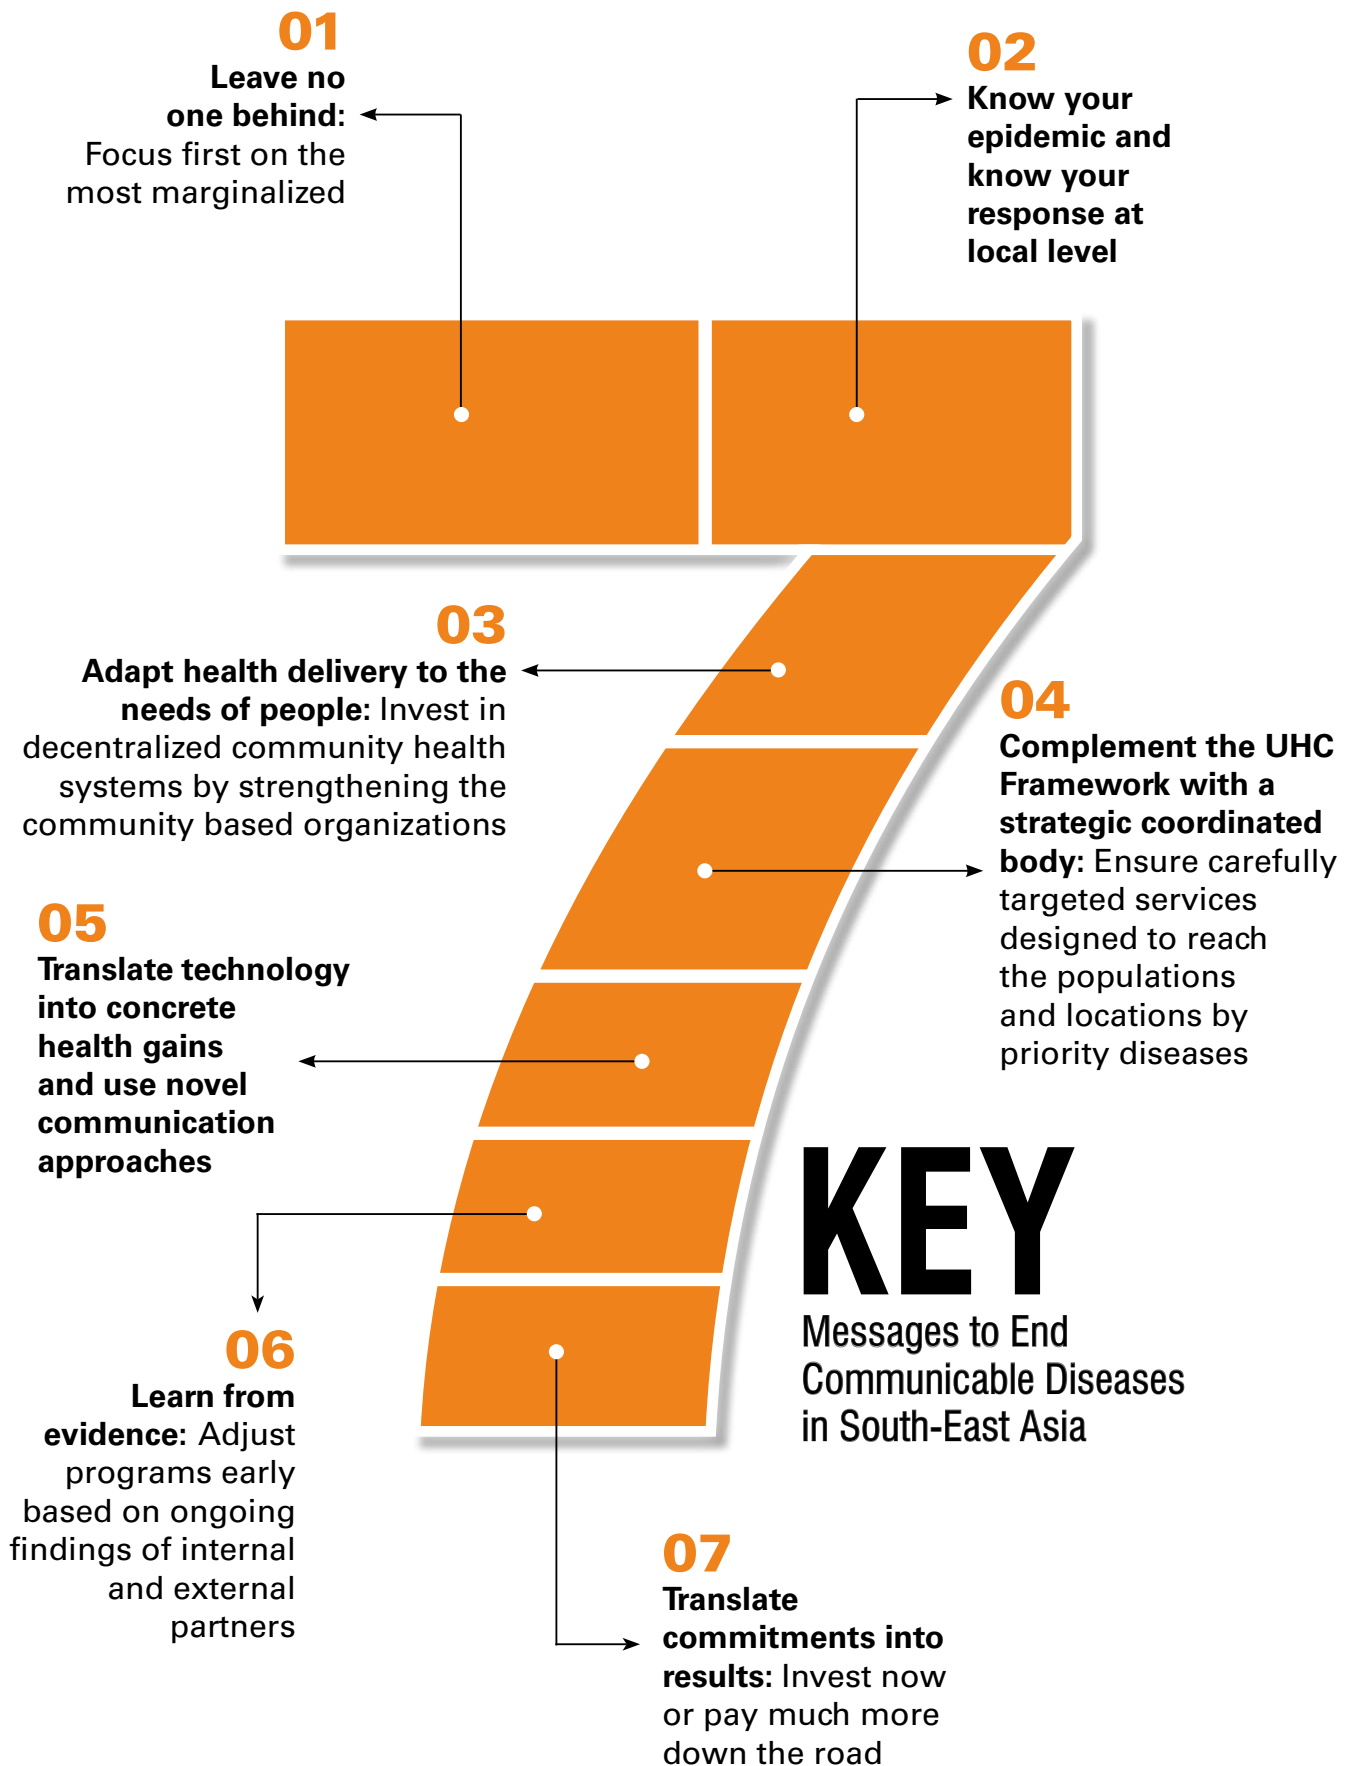 01
Leave no
one behind:
Focus first on the
most marginalized
02
Know your
epidemic and
know your
response at
local level
03
Adapt health delivery to the
needs of people: Invest in
decentralized community health
systems by strengthening the
community based organizations
04
Complement the UHC
Framework with a
strategic coordinated
body: Ensure carefully
targeted services
designed to reach
the populations
and locations by
priority diseases
05
Translate technology
into concrete
health gains
and use novel
communication
approaches
06
Learn from
evidence: Adjust
programs early
based on ongoing
findings of internal
and external
partners
07
Translate
commitments into
results: Invest now
or pay much more
down the road
7
KEY
Messages to End
Communicable Diseases
in South-East Asia